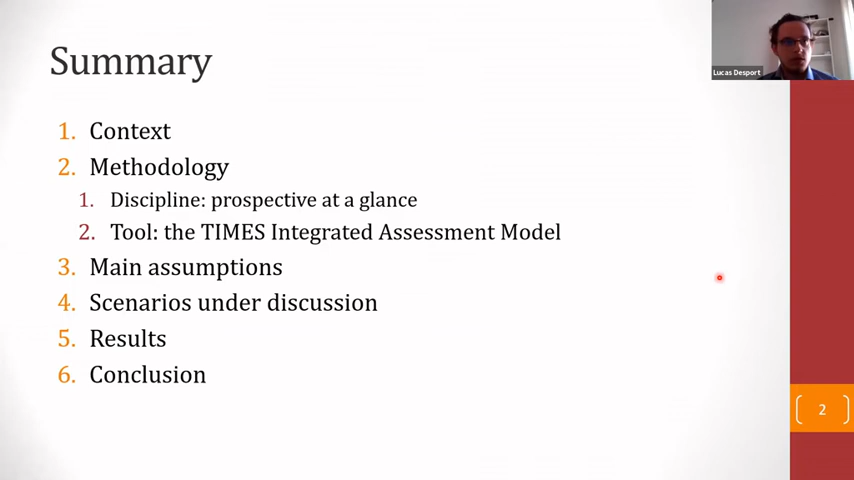 Summary
Lucas Desport
1. Context
2. Methodology
1. Discipline: prospective at a glance
2. Tool: the TIMES Integrated Assessment Model
3. Main assumptions
4. Scenarios under discussion
5. Results
6. Conclusion
2